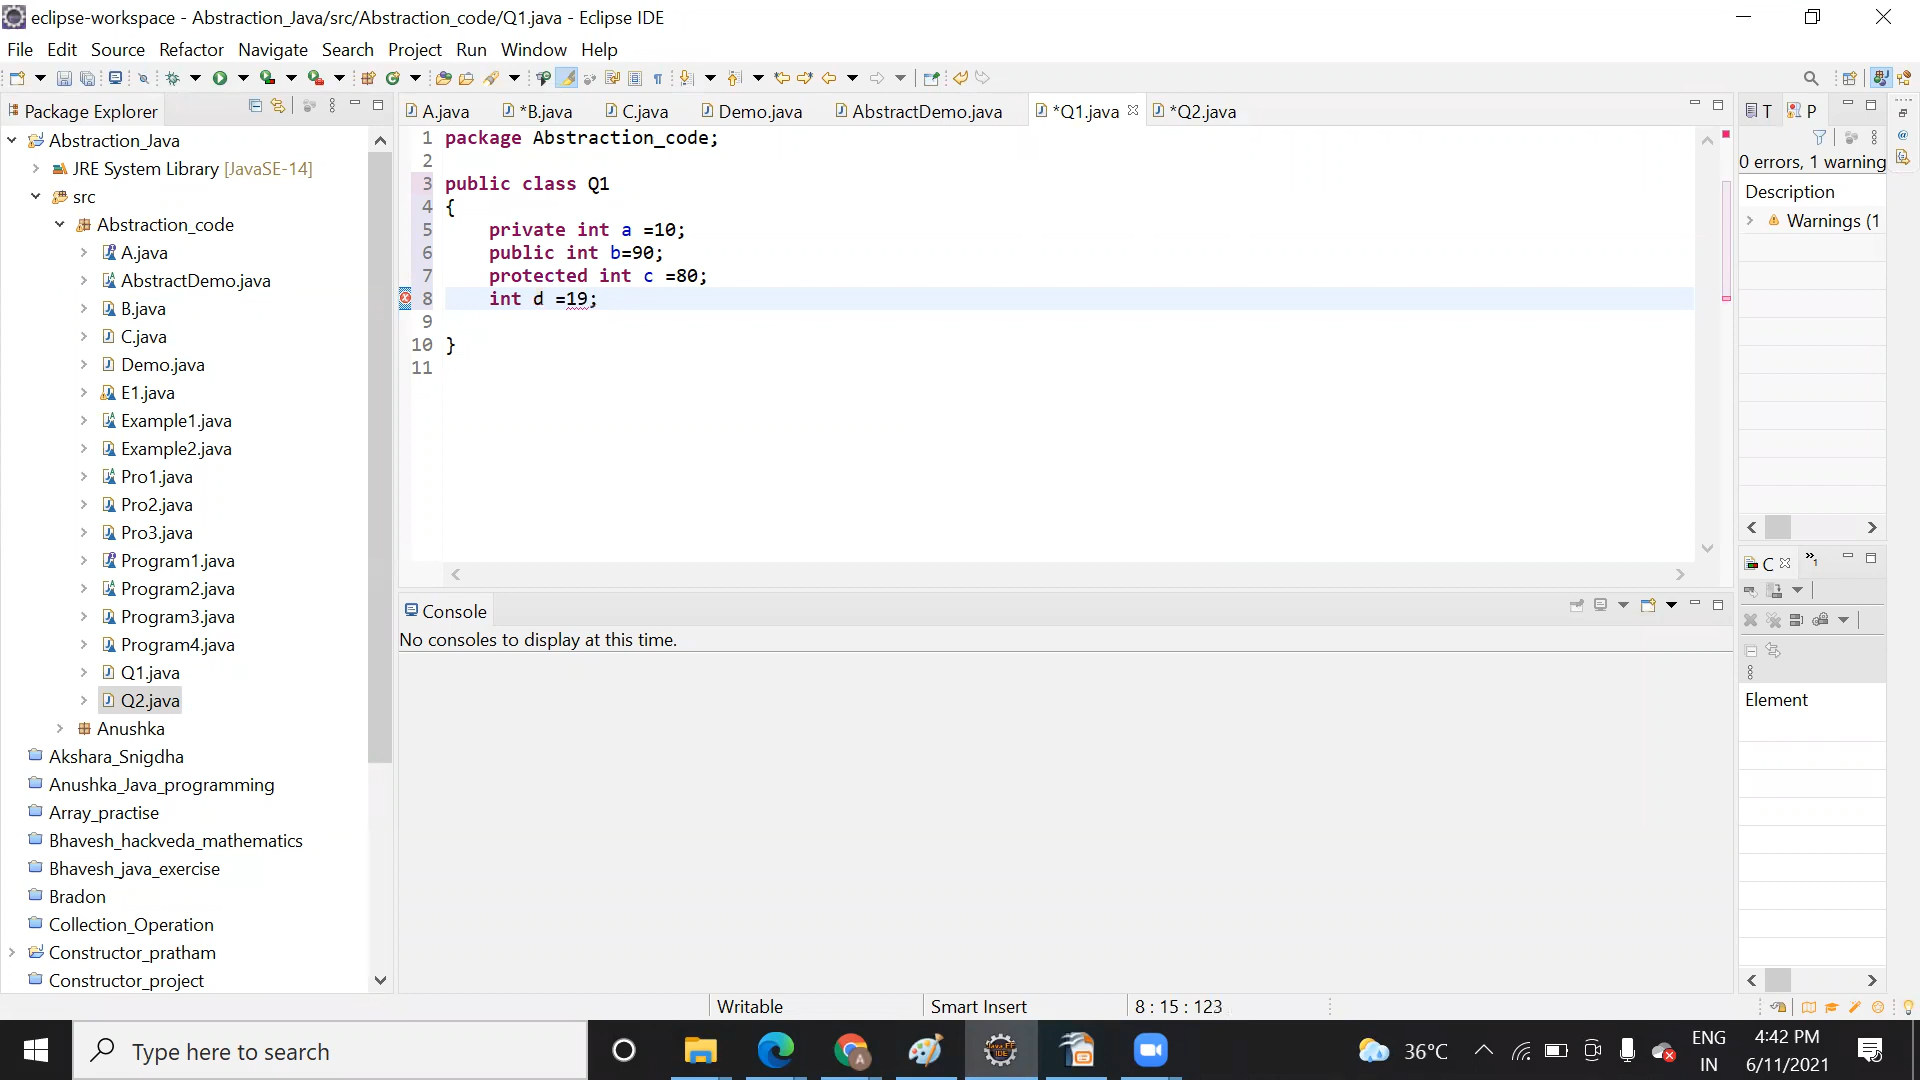 eclipse-workspace - Abstraction_Java/src/Abstraction_code/Q1.java - Eclipse IDE
File Edit Source Refactor Navigate Search Project Run Window Help
Package Explorer
Abstraction_Java
JRE System Library [JavaSE-14]
src
Abstraction_code
A.java
AbstractDemo.java
B.java
C.java
Demo.java
E1.java
Example1.java
Example2.java
Pro1.java
Pro2.java
Pro3.java
Program1.java
Program2.java
Program3.java
Program4.java
Q1.java
Q2.java
Anushka
Akshara_Snigdha
Anushka_Java_programming
Array_practise
Bhavesh_hackveda_mathematics
Bhavesh_java_exercise
Bradon
Collection_Operation
Constructor_pratham
Constructor_project
A.java *B.java C.java Demo.java AbstractDemo.java *Q1.java *Q2.java
1 package Abstraction_code;
2
3 public class Q1
4 {
5 private int a =10;
6 public int b=90;
7 protected int c =80;
8 int d =19;
9
10 }
11
Console
No consoles to display at this time.
T P
0 errors, 1 warning
Description
Warnings (1
C »1
Element
Writable Smart Insert 8 : 15 : 123
Type here to search
A
Java EE
IDE
36°C
ENG
IN
4:42 PM
6/11/2021